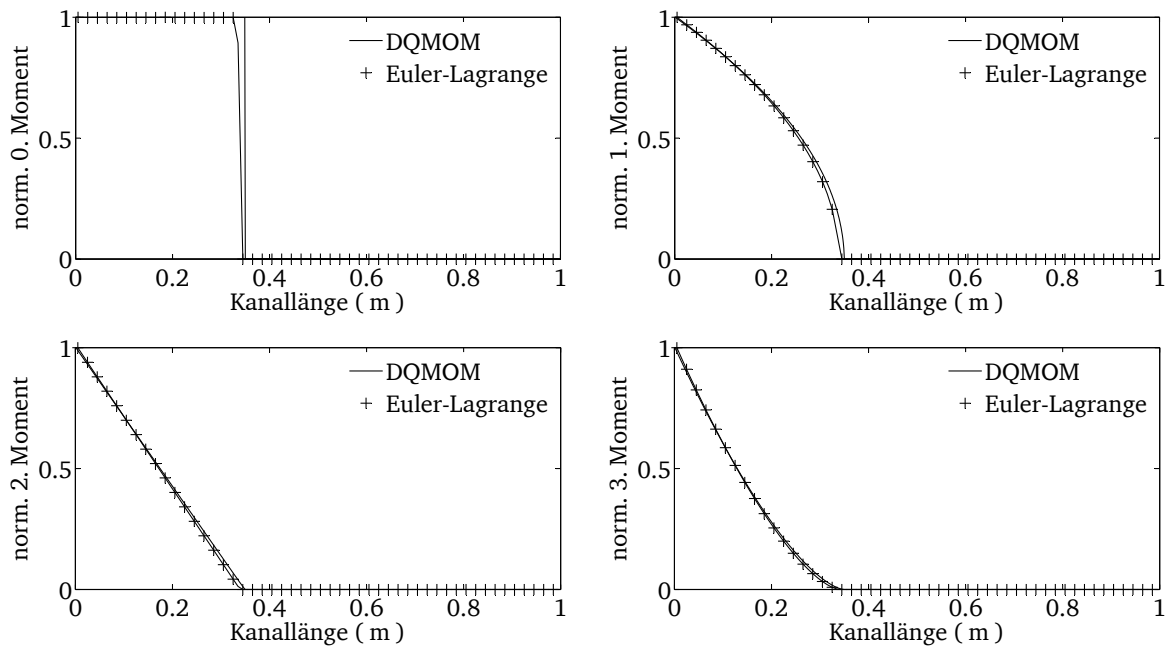 norm. 0. Moment
1
0.5
0
DQMOM
Euler-Lagrange
0 0.2 0.4 0.6 0.8 1
Kanallänge ( m )
norm. 1. Moment
1
0.5
0
DQMOM
Euler-Lagrange
0 0.2 0.4 0.6 0.8 1
Kanallänge ( m )
norm. 2. Moment
1
0.5
0
DQMOM
Euler-Lagrange
0 0.2 0.4 0.6 0.8 1
Kanallänge ( m )
norm. 3. Moment
1
0.5
0
DQMOM
Euler-Lagrange
0 0.2 0.4 0.6 0.8 1
Kanallänge ( m )